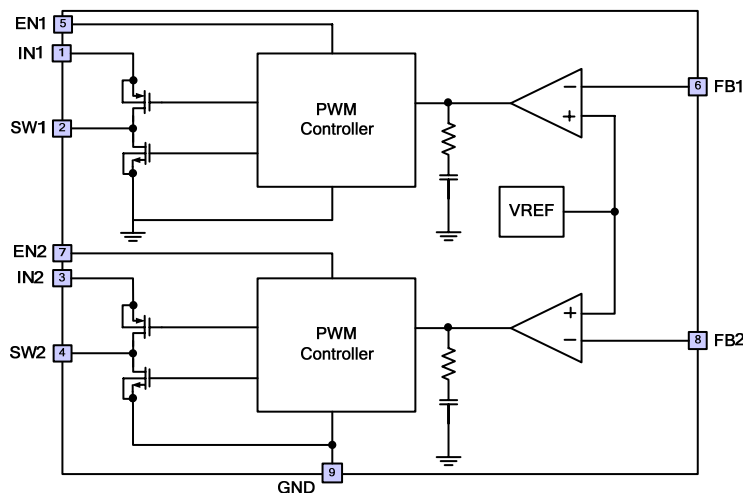 EN1 5
IN1 1
SW1 2
PWM
Controller
−
+
6 FB1
VREF
EN2 7
IN2 3
SW2 4
PWM
Controller
+
−
8 FB2
9
GND